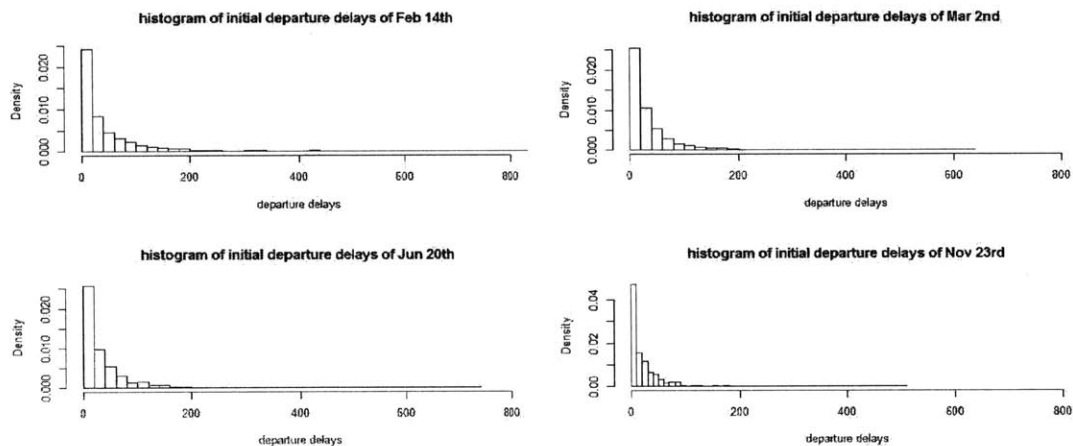 histogram of initial departure delays of Feb 14th
Density
0.000 0.010 0.020
0 200 400 600 800
departure delays
histogram of initial departure delays of Mar 2nd
Density
0.000 0.010 0.020
0 200 400 600 800
departure delays
histogram of initial departure delays of Jun 20th
Density
0.000 0.010 0.020
0 200 400 600 800
departure delays
histogram of initial departure delays of Nov 23rd
Density
0.00 0.02 0.04
0 200 400 600 800
departure delays